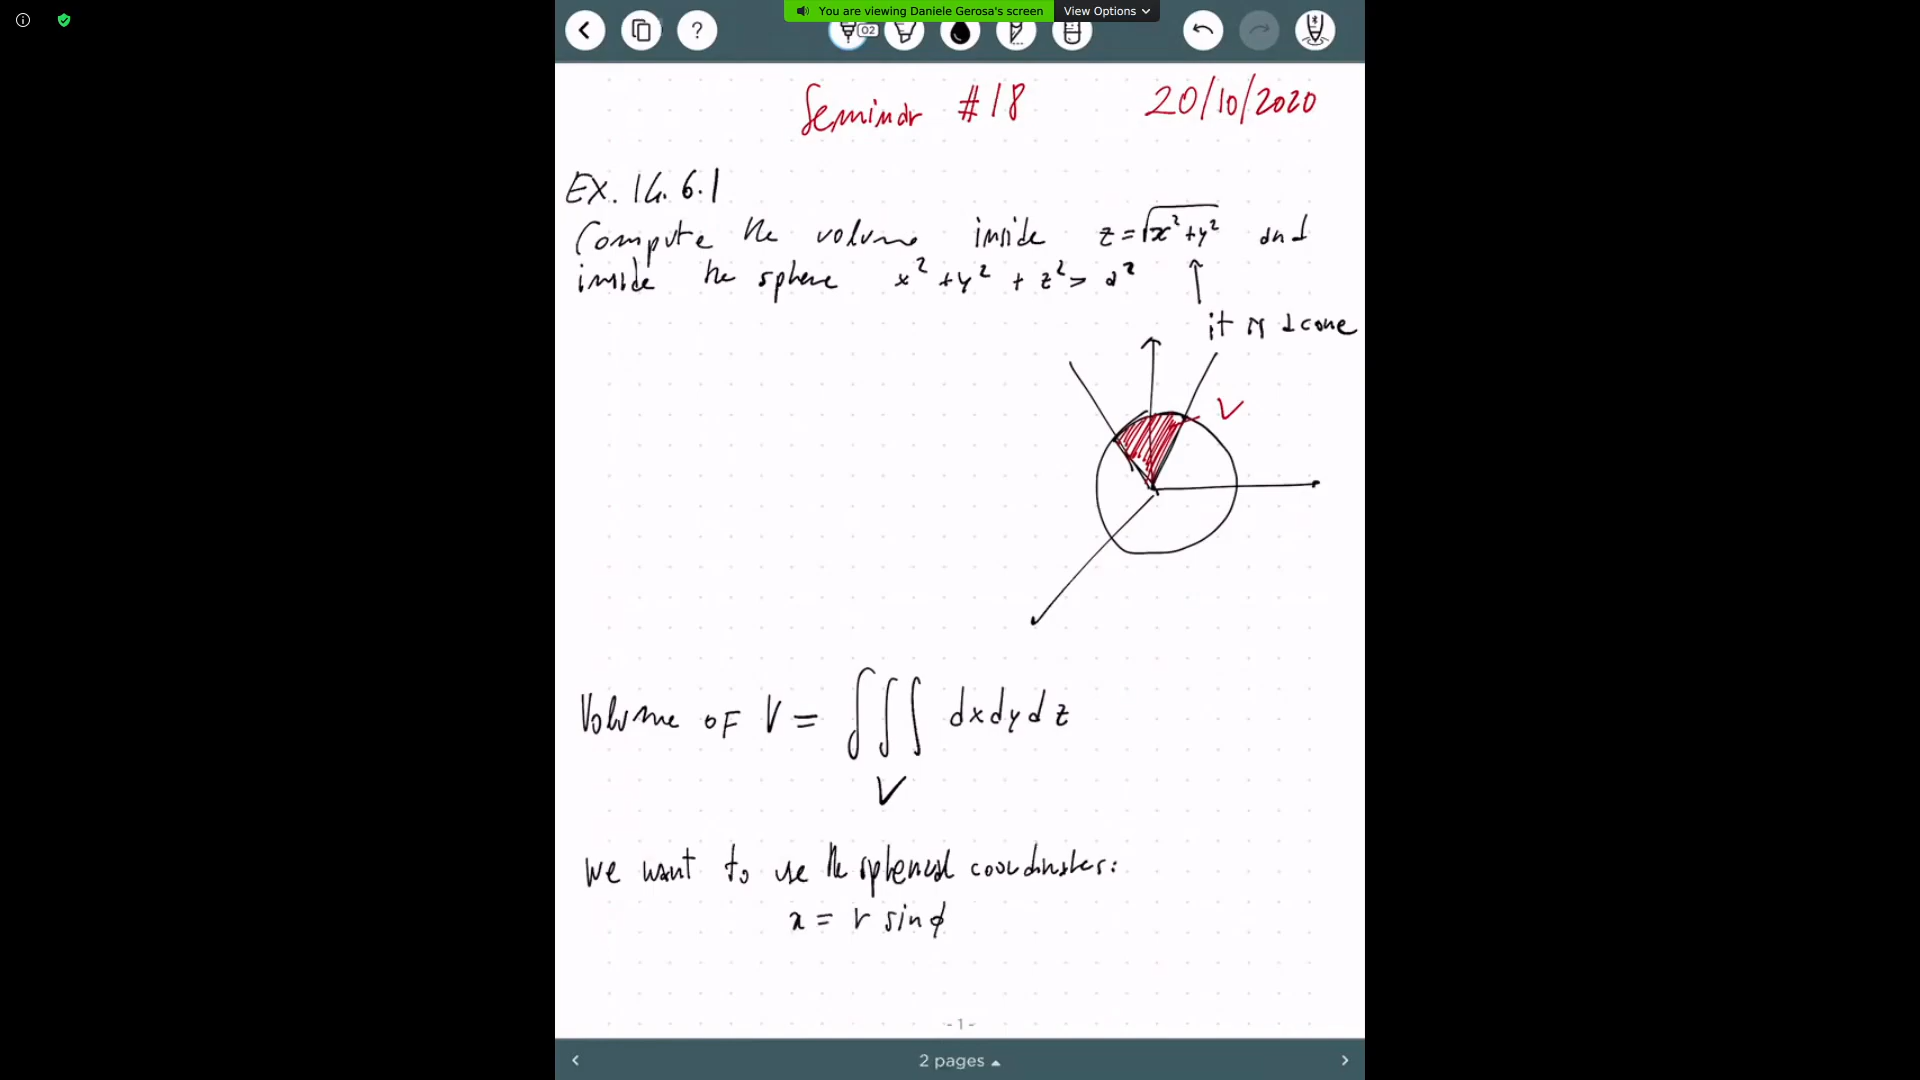 You are viewing Daniele Gerosa's screen View Options
02
Seminar #18 20/10/2020
EX. 14.6.1
Compute the volume inside z = √x² + y² and
inside the sphere x² + y² + z² = a²
it is a cone
V
Volume of V = ∭ dxdydz
V
We want to use the spherical coordinates:
x = r sin ϕ
- 1 -
2 pages